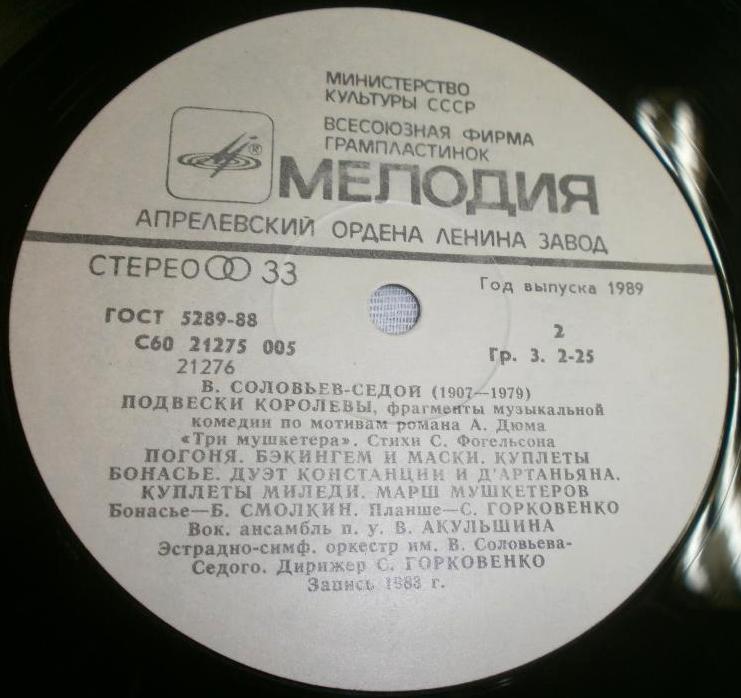 МИНИСТЕРСТВО
КУЛЬТУРЫ СССР
ВСЕСОЮЗНАЯ ФИРМА
ГРАМПЛАСТИНОК
®
МЕЛОДИЯ
АПРЕЛЕВСКИЙ ОРДЕНА ЛЕНИНА ЗАВОД
СТЕРЕО 33
Год выпуска 1989
ГОСТ 5289-88
С60 21275 005
2
21276
Гр. 3. 2-25
В. СОЛОВЬЕВ-СЕДОЙ (1907—1979)
ПОДВЕСКИ КОРОЛЕВЫ, фрагменты музыкальной
комедии по мотивам романа А. Дюма
«Три мушкетера». Стихи С. Фогельсона
ПОГОНЯ. БЭКИНГЕМ И МАСКИ. КУПЛЕТЫ
БОНАСЬЕ. ДУЭТ КОНСТАНЦИИ И Д'АРТАНЬЯНА.
КУПЛЕТЫ МИЛЕДИ. МАРШ МУШКЕТЕРОВ
Бонасье—Б. СМОЛКИН. Планше—С. ГОРКОВЕНКО
Вок. ансамбль п. у В. АКУЛЬШИНА
Эстрадно-симф. оркестр им. В. Соловьева-
Седого. Дирижер С. ГОРКОВЕНКО
Запись 1983 г.